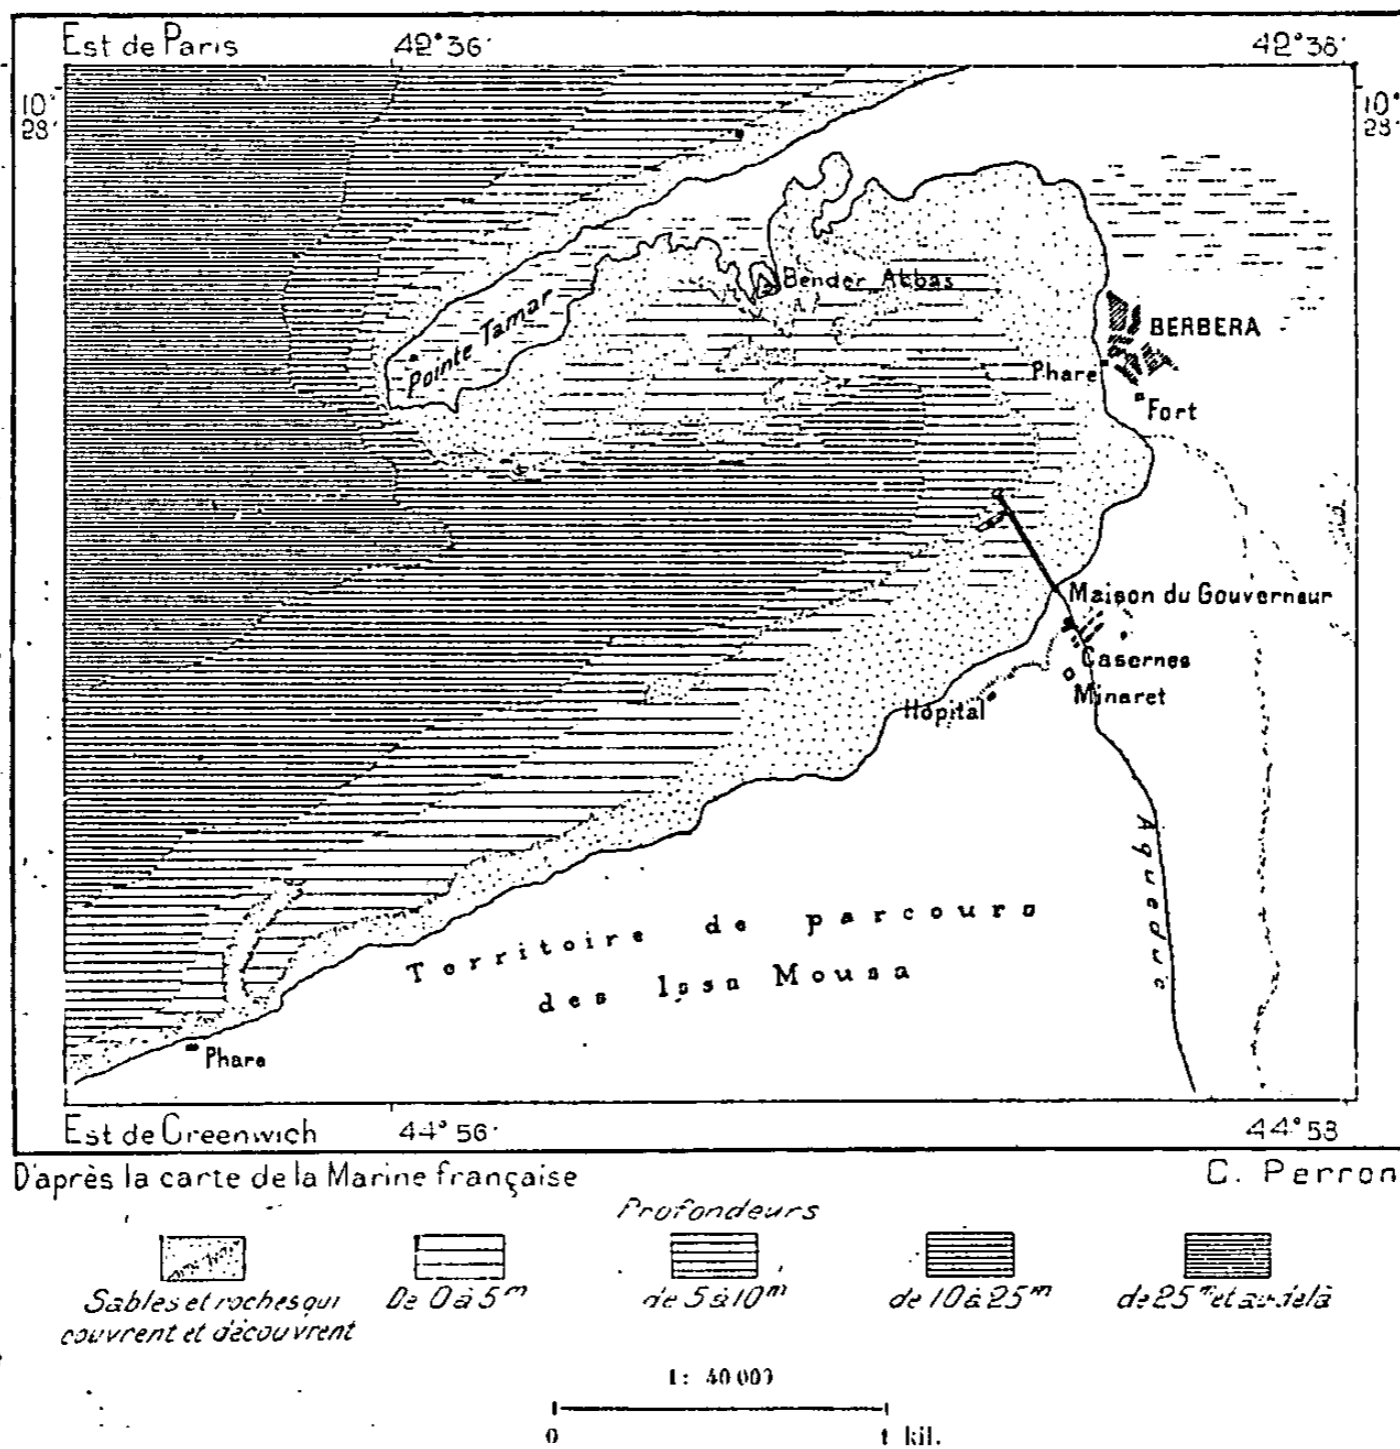 Est de Paris 42°36' 42°38'
10°
28'
10°
28'
Bender Abbas
Pointe Tamar
BERBERA
Phare
Fort
Maison du Gouverneur
Casernes
Minaret
Hôpital
Aqueduc
Territoire de parcours
des Issa Mousa
Phare
Est de Greenwich 44°56' 44°58
D'après la carte de la Marine française C. Perron
Profondeurs
Sables et roches qui
couvrent et découvrent
De 0 à 5m
de 5 à 10m
de 10 à 25m
de 25m et au-delà
1: 40 000
0 1 kil.